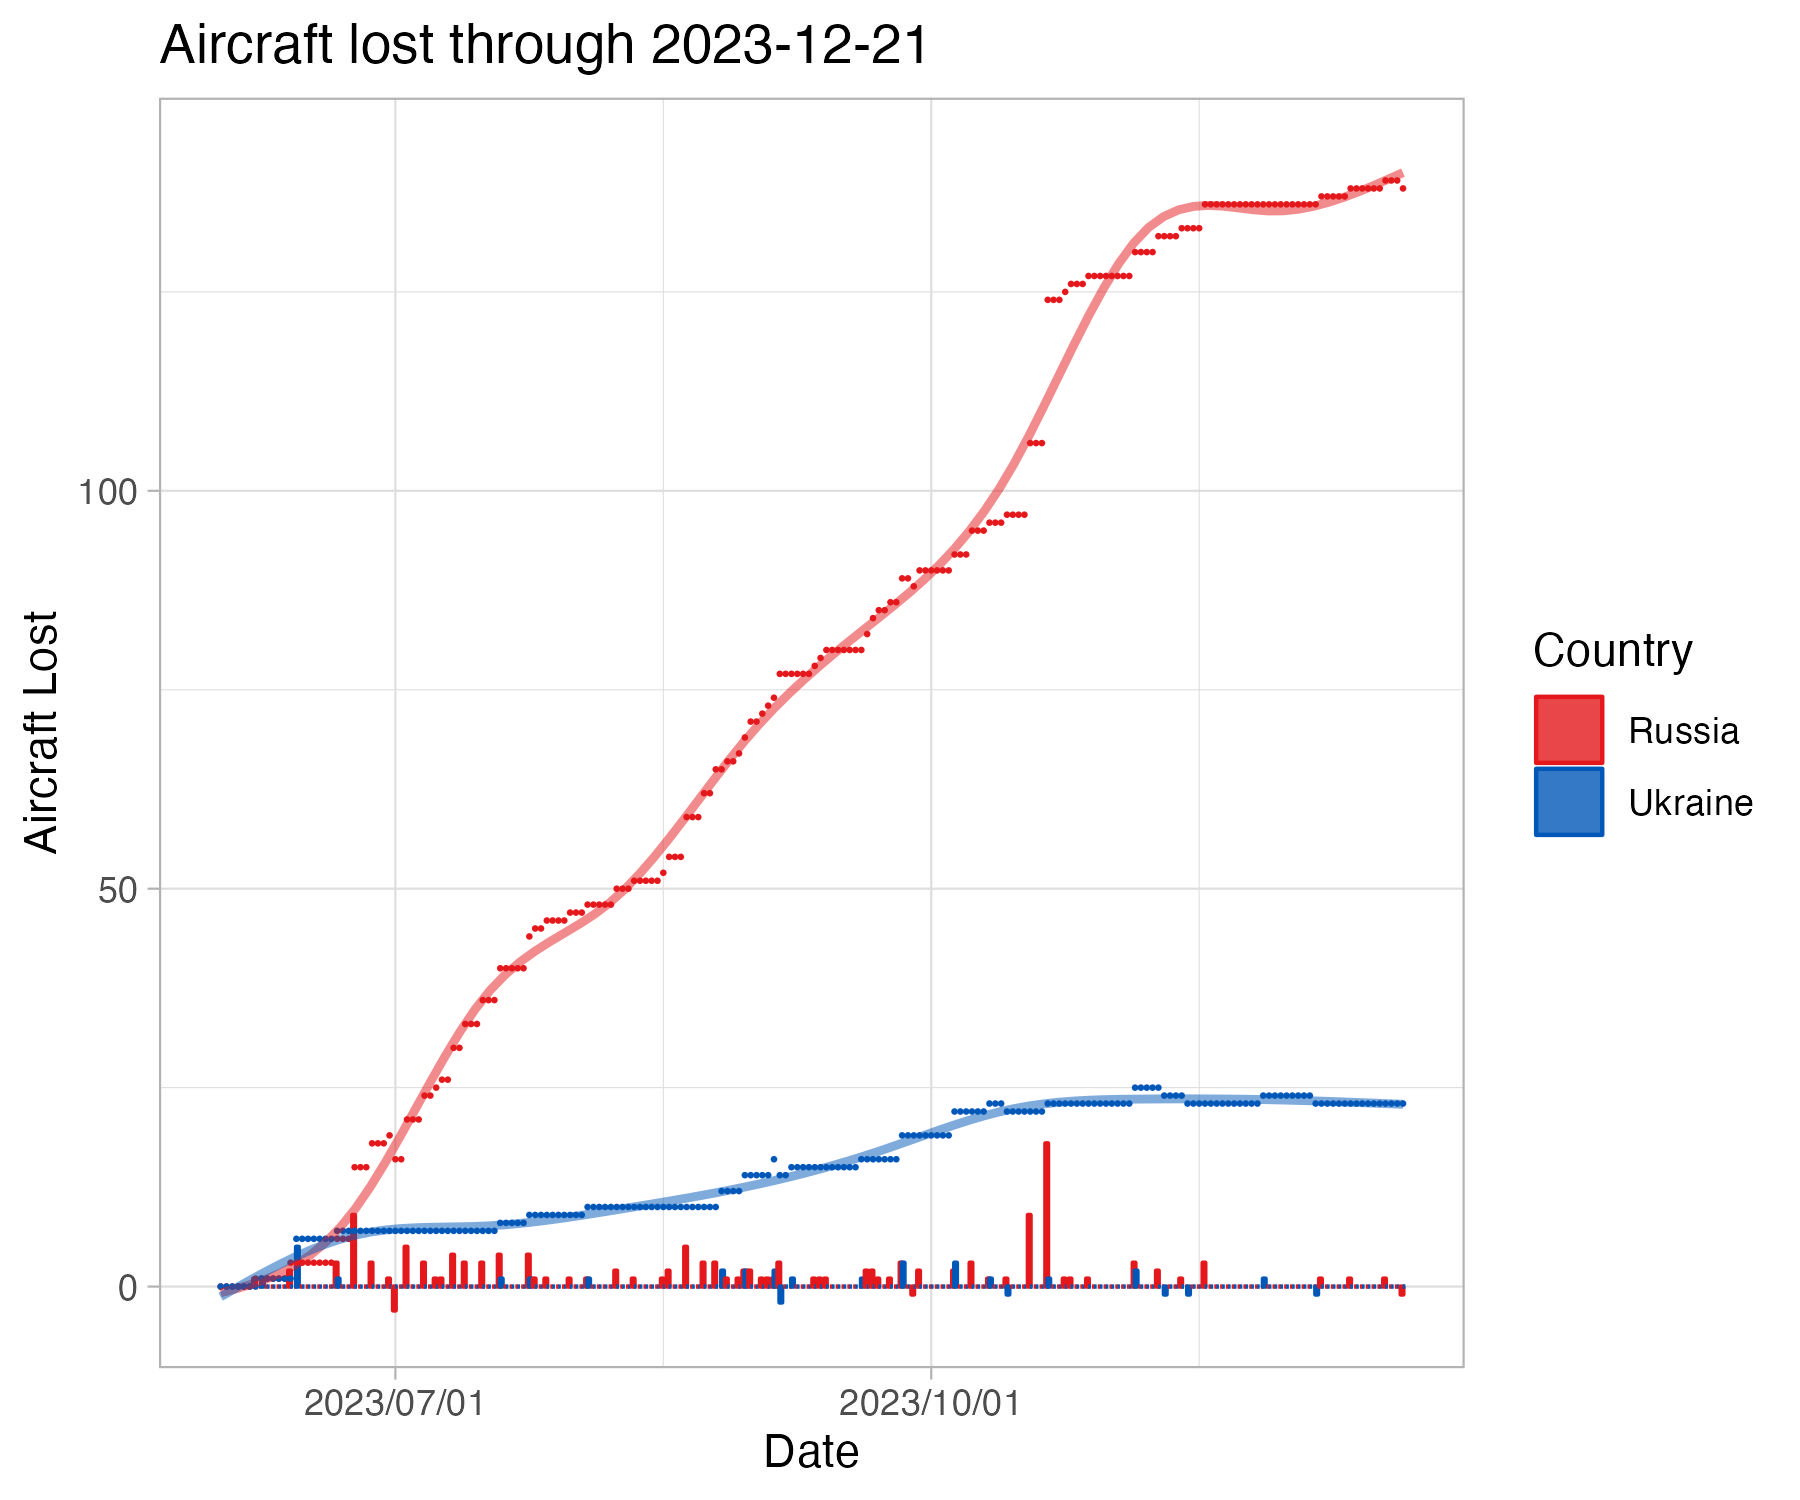 Aircraft lost through 2023-12-21
Aircraft Lost
100
50
0
2023/07/01
2023/10/01
Date
Country
Russia
Ukraine